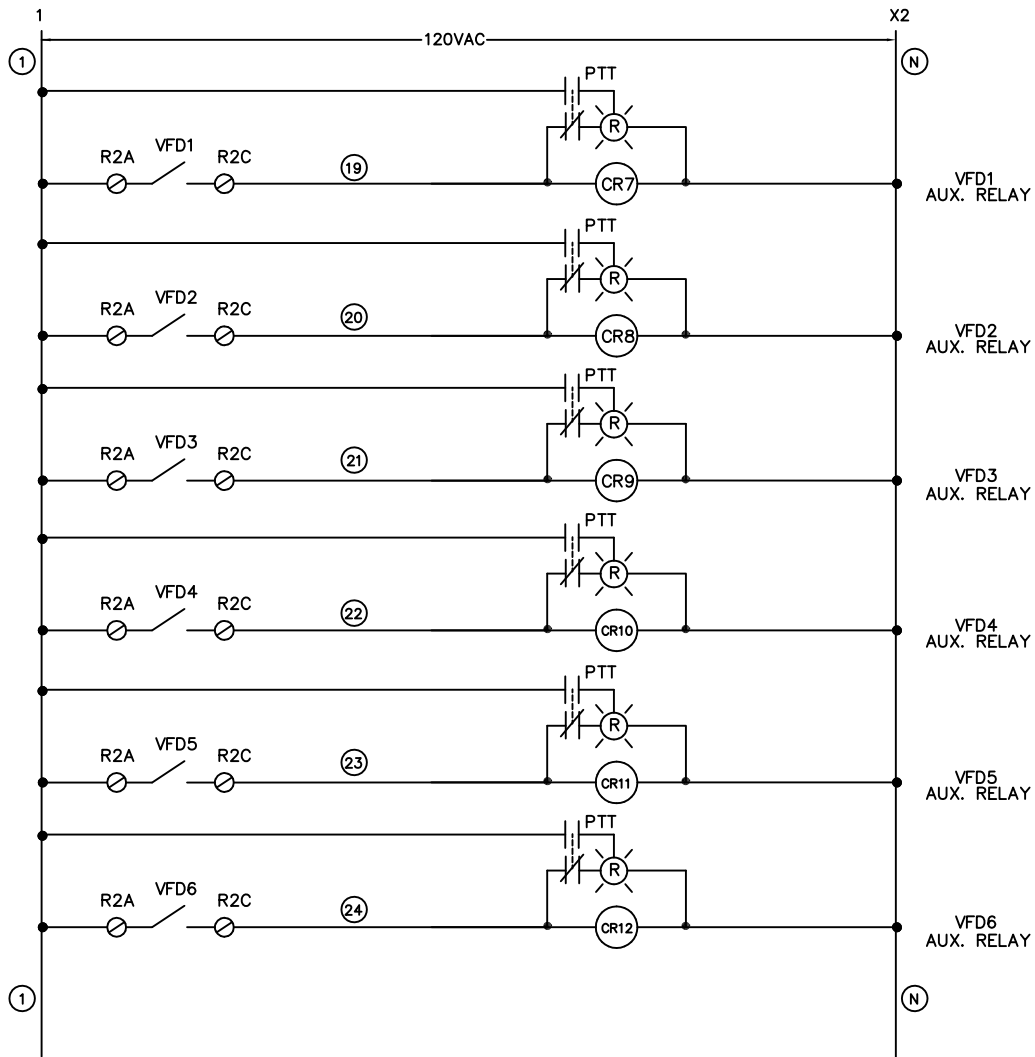 1 X2
120VAC
1 N
PTT
R
R2A VFD1 R2C 19 CR7 VFD1
AUX. RELAY
PTT
R
R2A VFD2 R2C 20 CR8 VFD2
AUX. RELAY
PTT
R
R2A VFD3 R2C 21 CR9 VFD3
AUX. RELAY
PTT
R
R2A VFD4 R2C 22 CR10 VFD4
AUX. RELAY
PTT
R
R2A VFD5 R2C 23 CR11 VFD5
AUX. RELAY
PTT
R
R2A VFD6 R2C 24 CR12 VFD6
AUX. RELAY
1 N